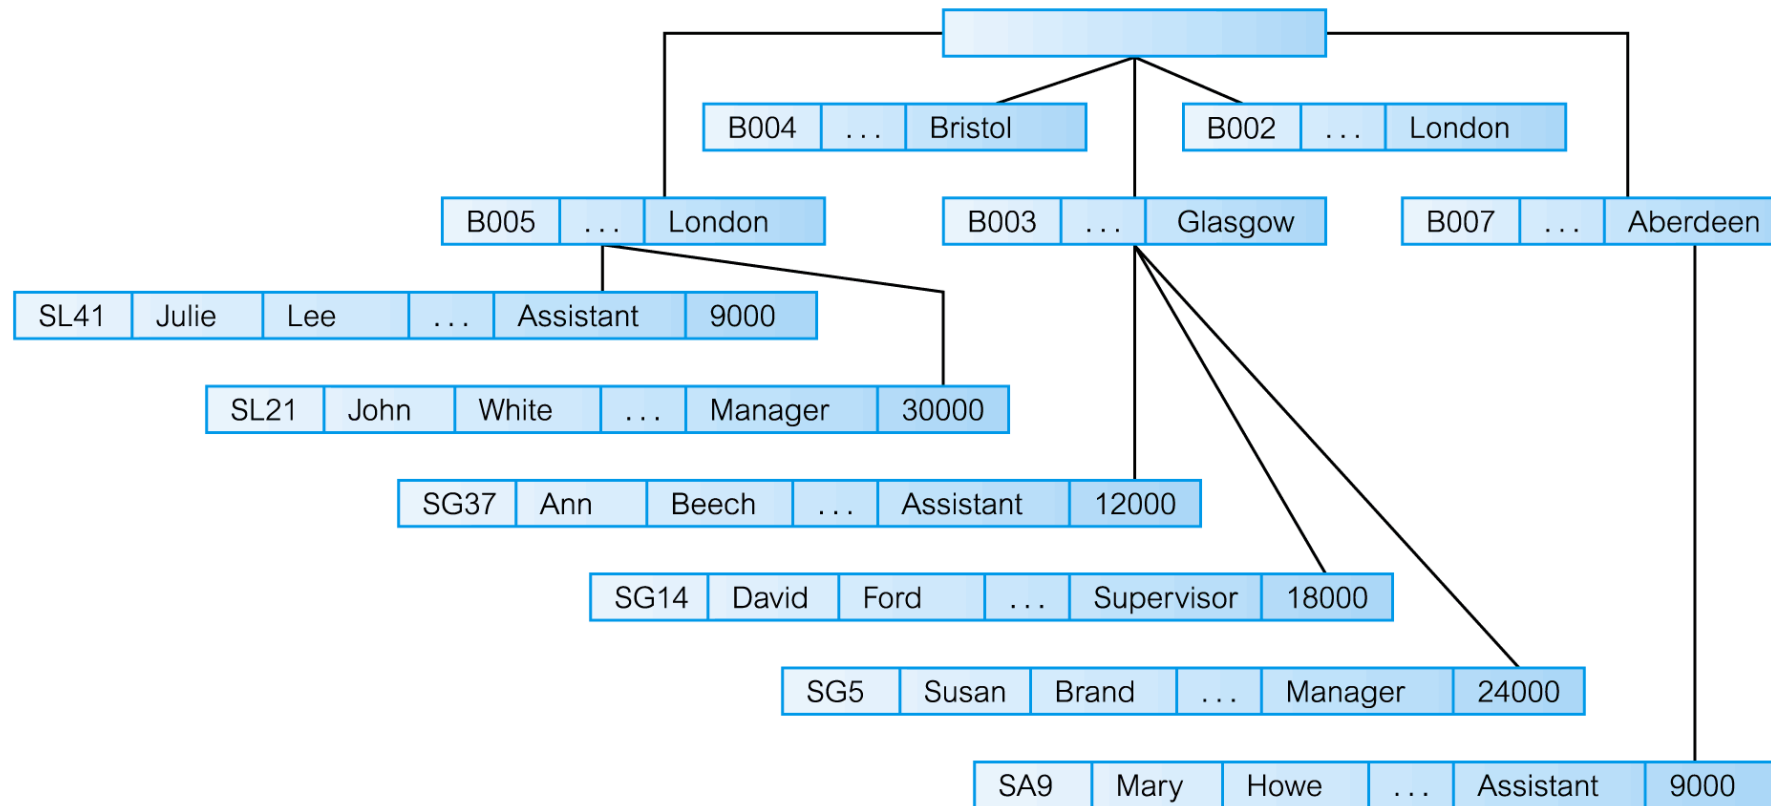 B004 ... Bristol
B002 ... London
B005 ... London
B003 ... Glasgow
B007 ... Aberdeen
SL41 Julie Lee ... Assistant 9000
SL21 John White ... Manager 30000
SG37 Ann Beech ... Assistant 12000
SG14 David Ford ... Supervisor 18000
SG5 Susan Brand ... Manager 24000
SA9 Mary Howe ... Assistant 9000